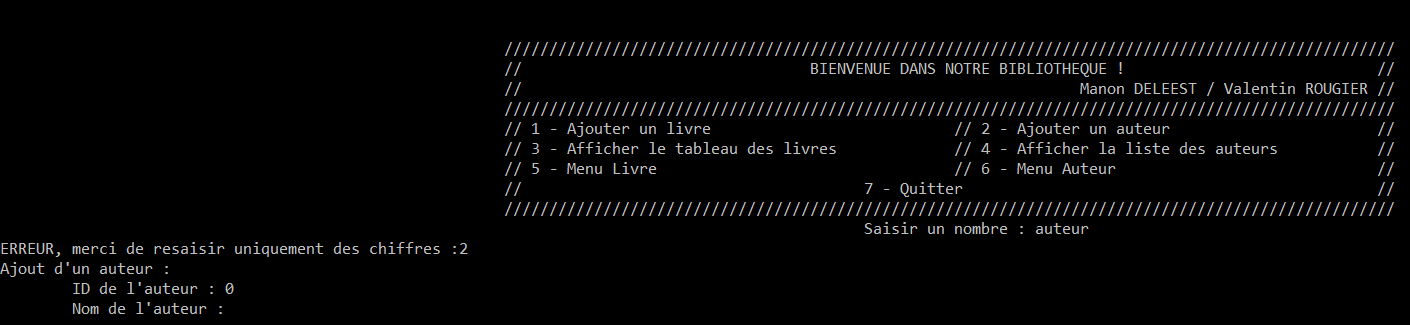 ///////////////////////////////////////////////////////////////////////////////////////////////////
// BIENVENUE DANS NOTRE BIBLIOTHEQUE ! //
// Manon DELEEST / Valentin ROUGIER //
///////////////////////////////////////////////////////////////////////////////////////////////////
// 1 - Ajouter un livre // 2 - Ajouter un auteur //
// 3 - Afficher le tableau des livres // 4 - Afficher la liste des auteurs //
// 5 - Menu Livre // 6 - Menu Auteur //
// 7 - Quitter //
///////////////////////////////////////////////////////////////////////////////////////////////////
Saisir un nombre : auteur
ERREUR, merci de resaisir uniquement des chiffres :2
Ajout d'un auteur :
ID de l'auteur : 0
Nom de l'auteur :